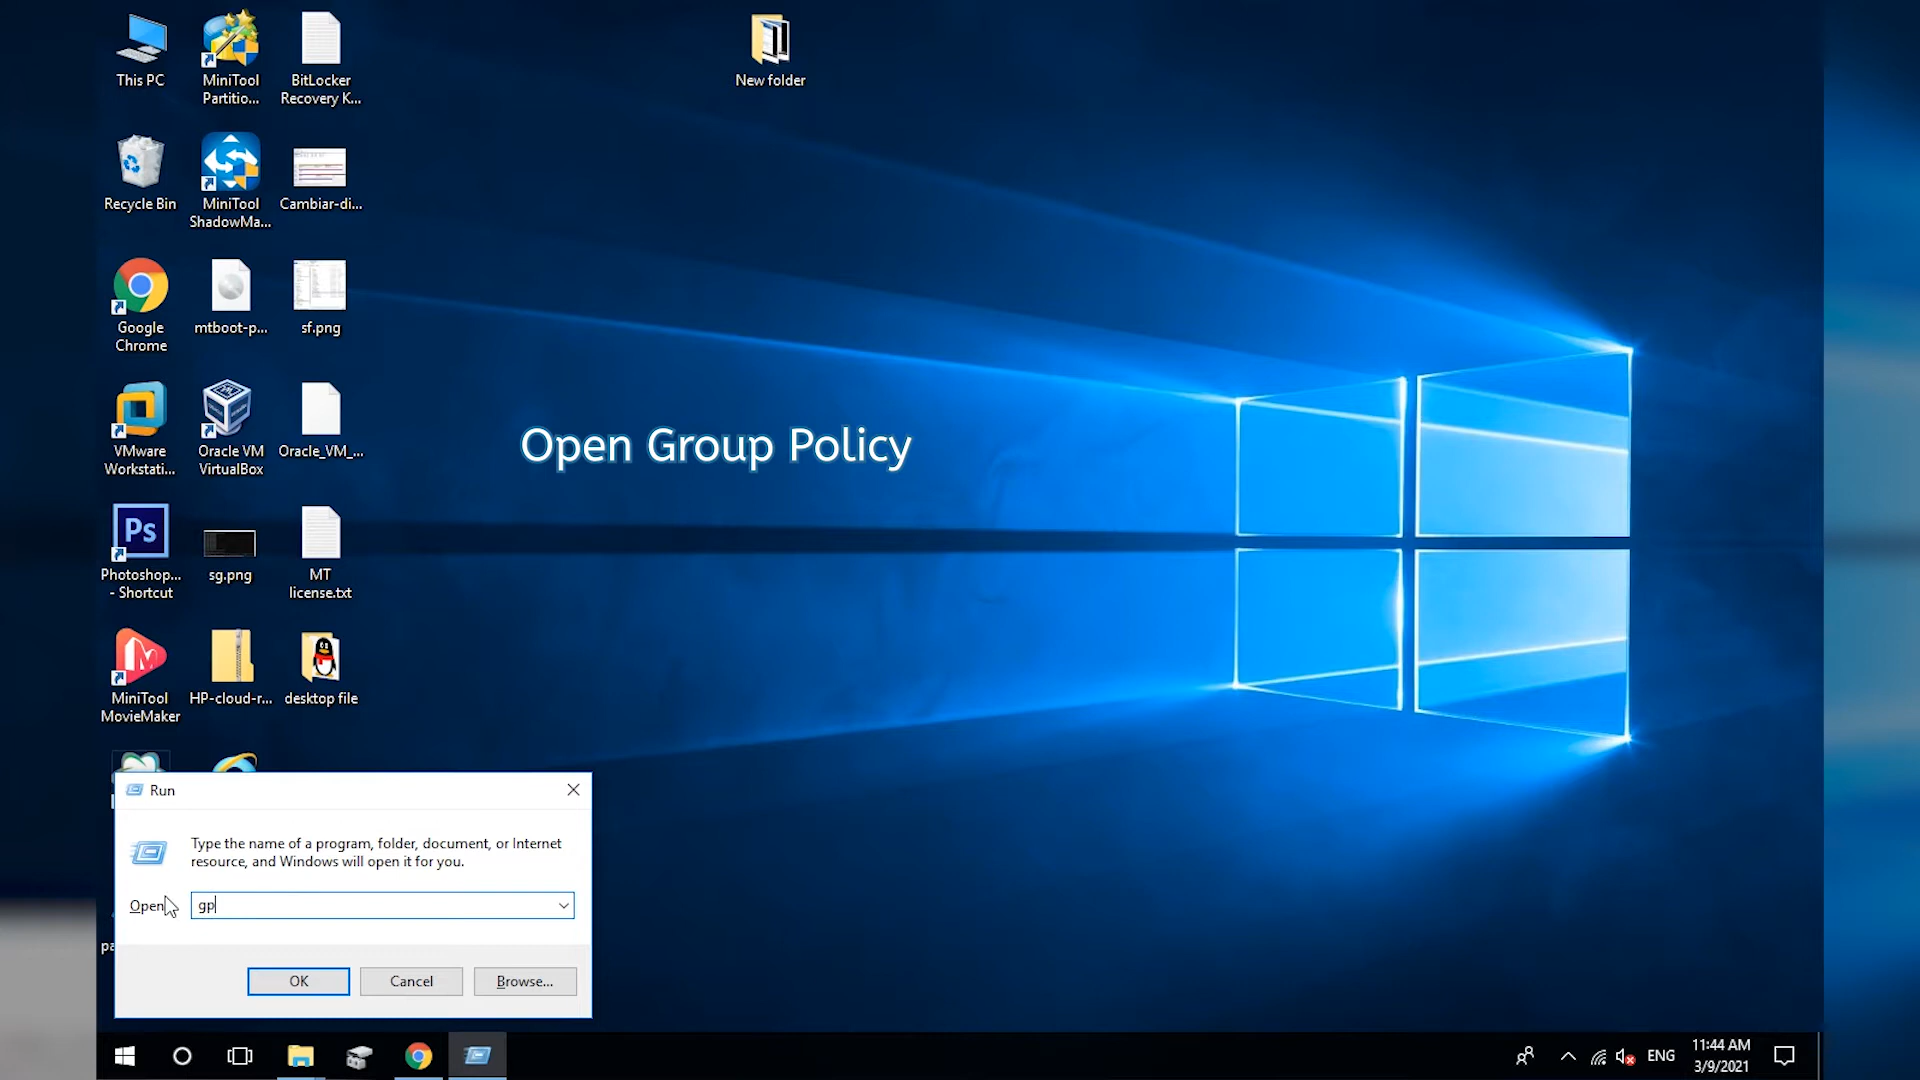 This PC
MiniTool
Partitio...
BitLocker
Recovery K...
New folder
Recycle Bin
MiniTool
ShadowMa...
Cambiar-di...
Google
Chrome
mtboot-p...
sf.png
VMware
Workstati...
Oracle VM
VirtualBox
Oracle_VM_...
Open Group Policy
Ps
Photoshop...
- Shortcut
sg.png
MT
license.txt
MiniTool
MovieMaker
HP-cloud-r...
desktop file
Run
Type the name of a program, folder, document, or Internet
resource, and Windows will open it for you.
Open
gp
pa
OK
Cancel
Browse...
ENG
11:44 AM
3/9/2021